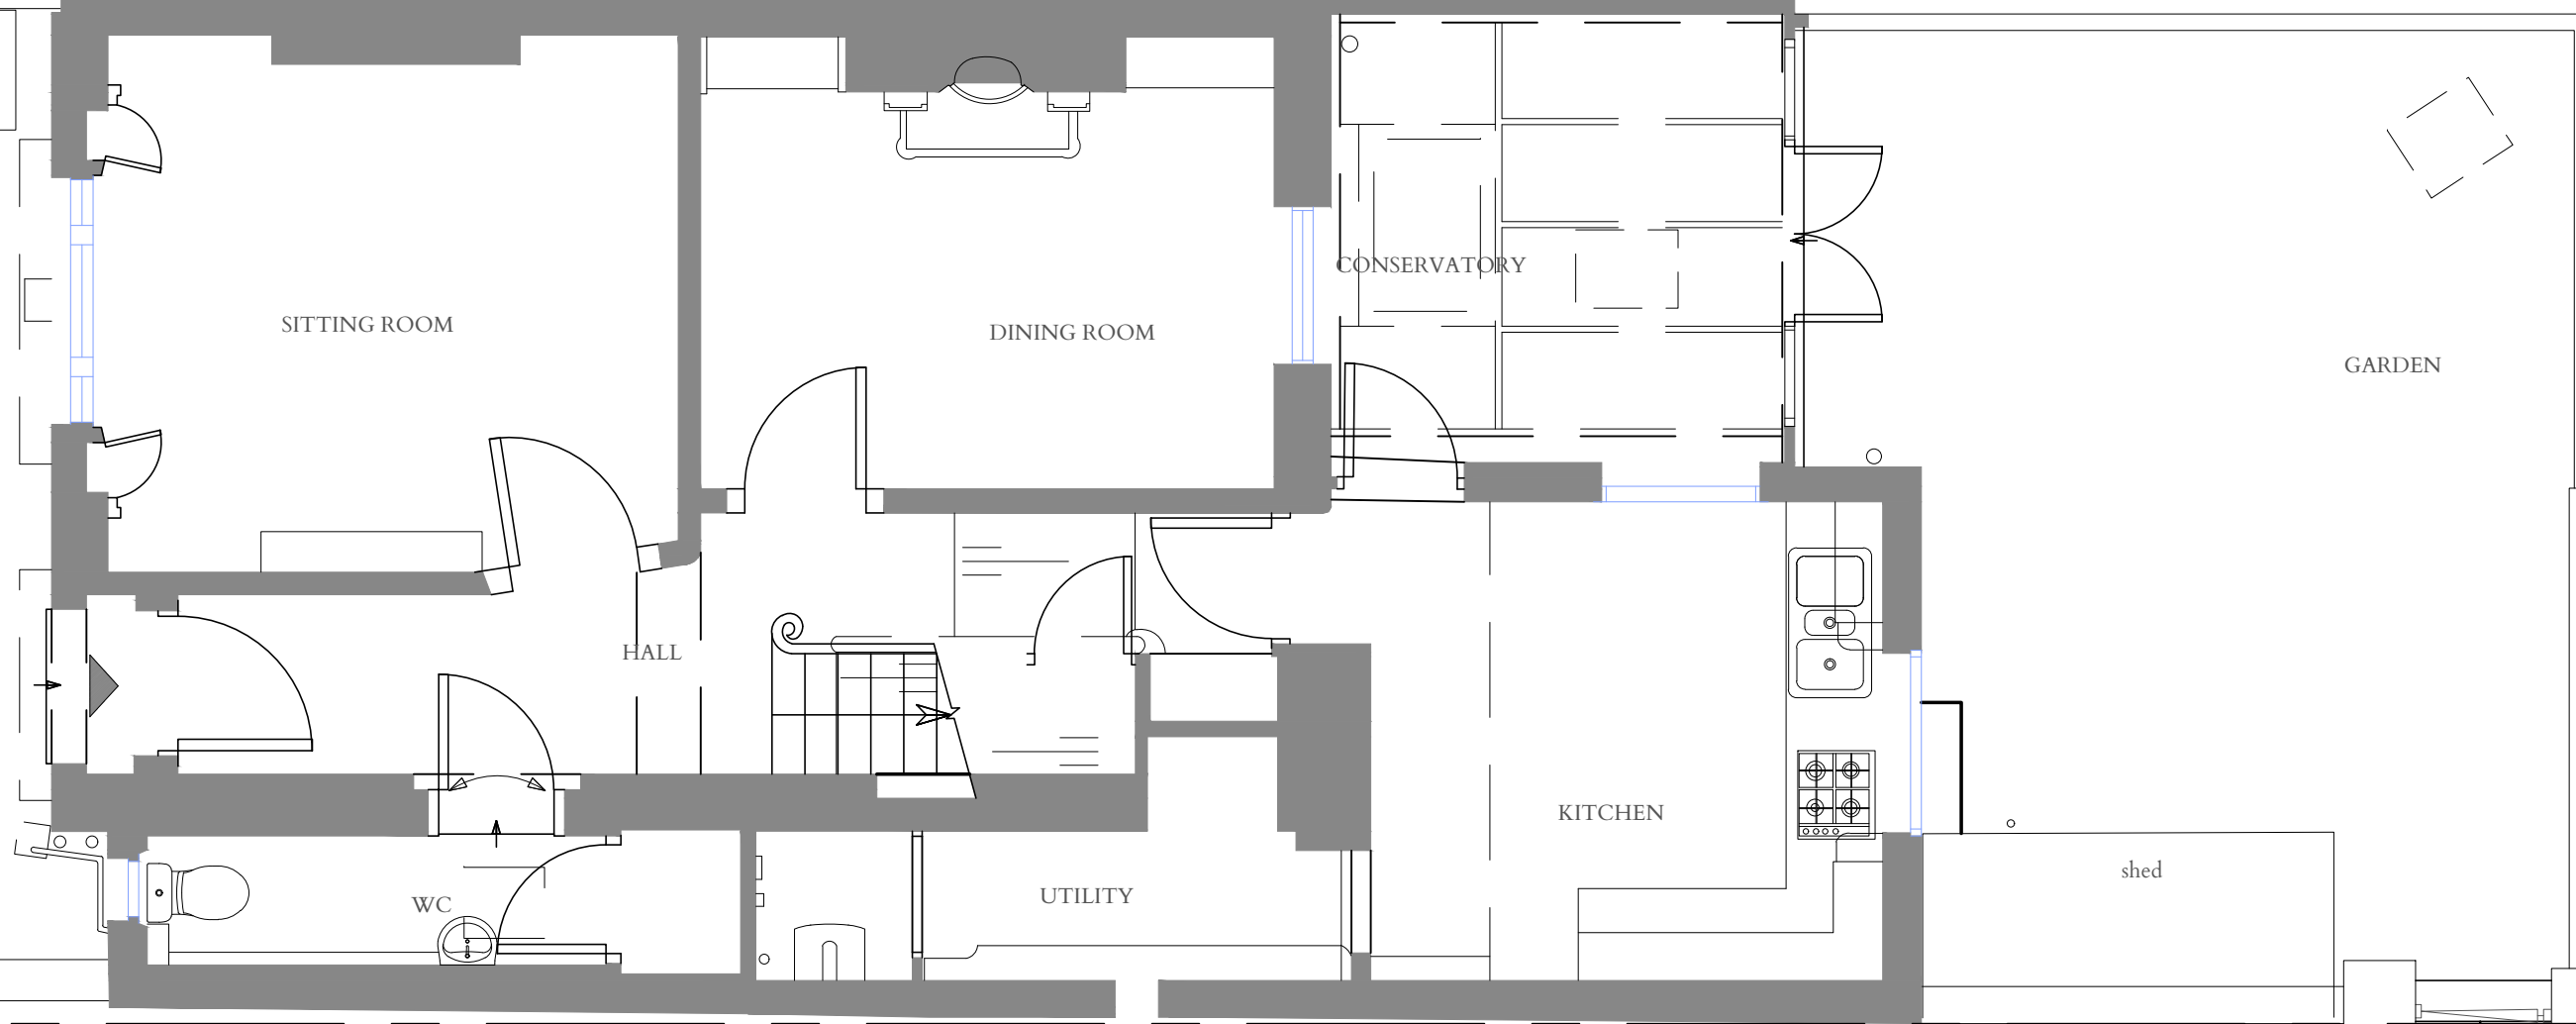 CONSERVATORY
SITTING ROOM
DINING ROOM
GARDEN
HALL
KITCHEN
shed
WC
UTILITY